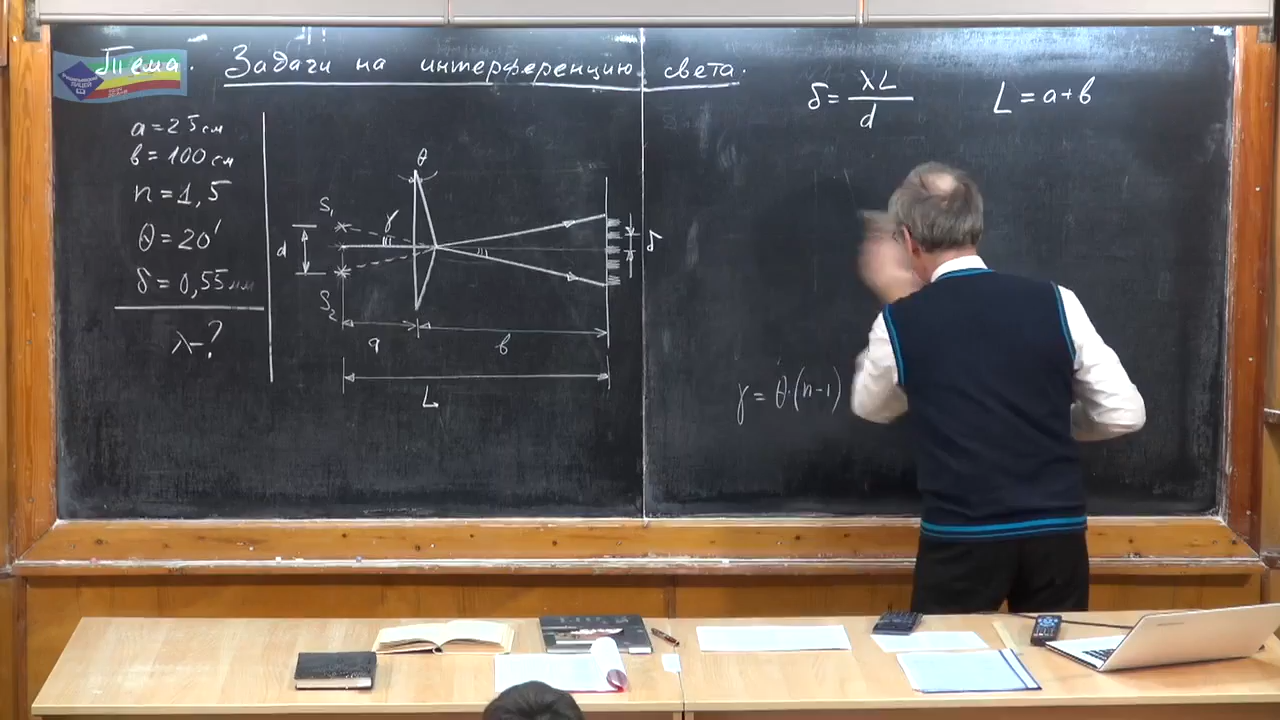 Тема. Задачи на интерференцию света.
a = 25 см
в = 100 см
n = 1,5
θ = 20'
δ = 0,55 мм
λ - ?
θ
S₁
γ
d
δ
S₂
a
в
L
δ = λL / d
L = a + в
γ = θ·(n-1)